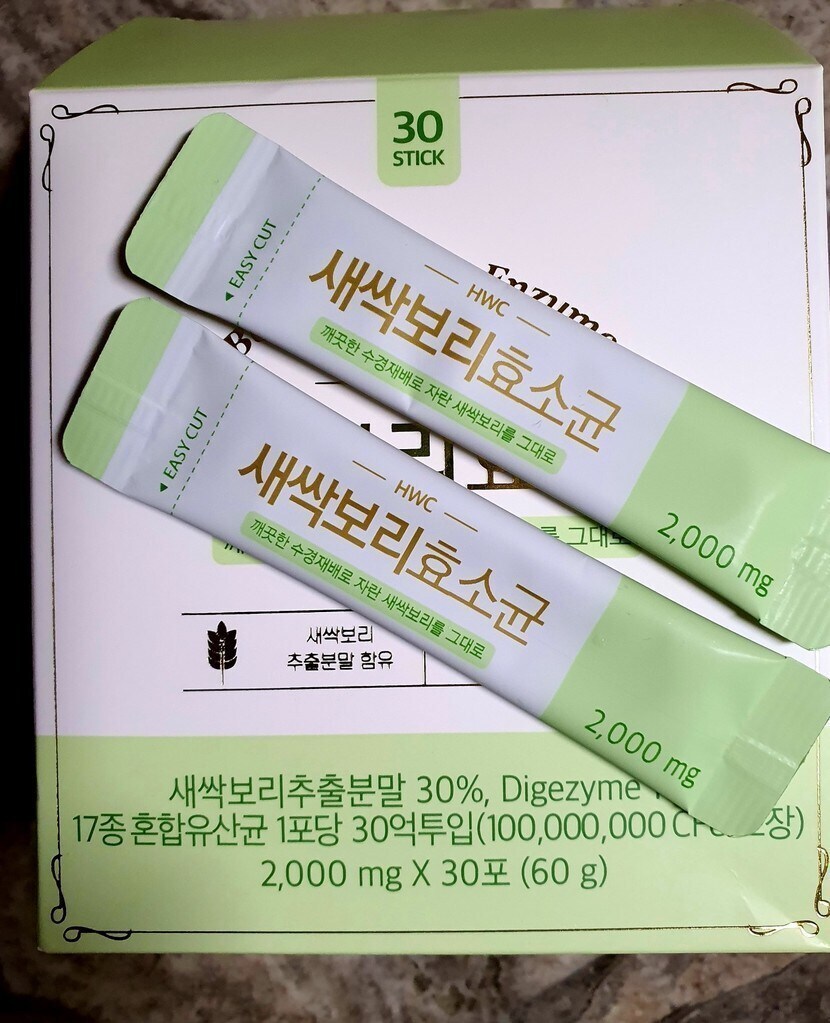 30
STICK
Enzyme
EASY CUT
HWC
새싹보리효소균
깨끗한 수경재배로 자란 새싹보리를 그대로
2,000 mg
EASY CUT
HWC
새싹보리효소균
깨끗한 수경재배로 자란 새싹보리를 그대로
2,000 mg
그대로
새싹보리
추출분말 함유
새싹보리추출분말 30%, Digezyme
17종 혼합유산균 1포당 30억투입(100,000,000
2,000 mg X 30포 (60 g)